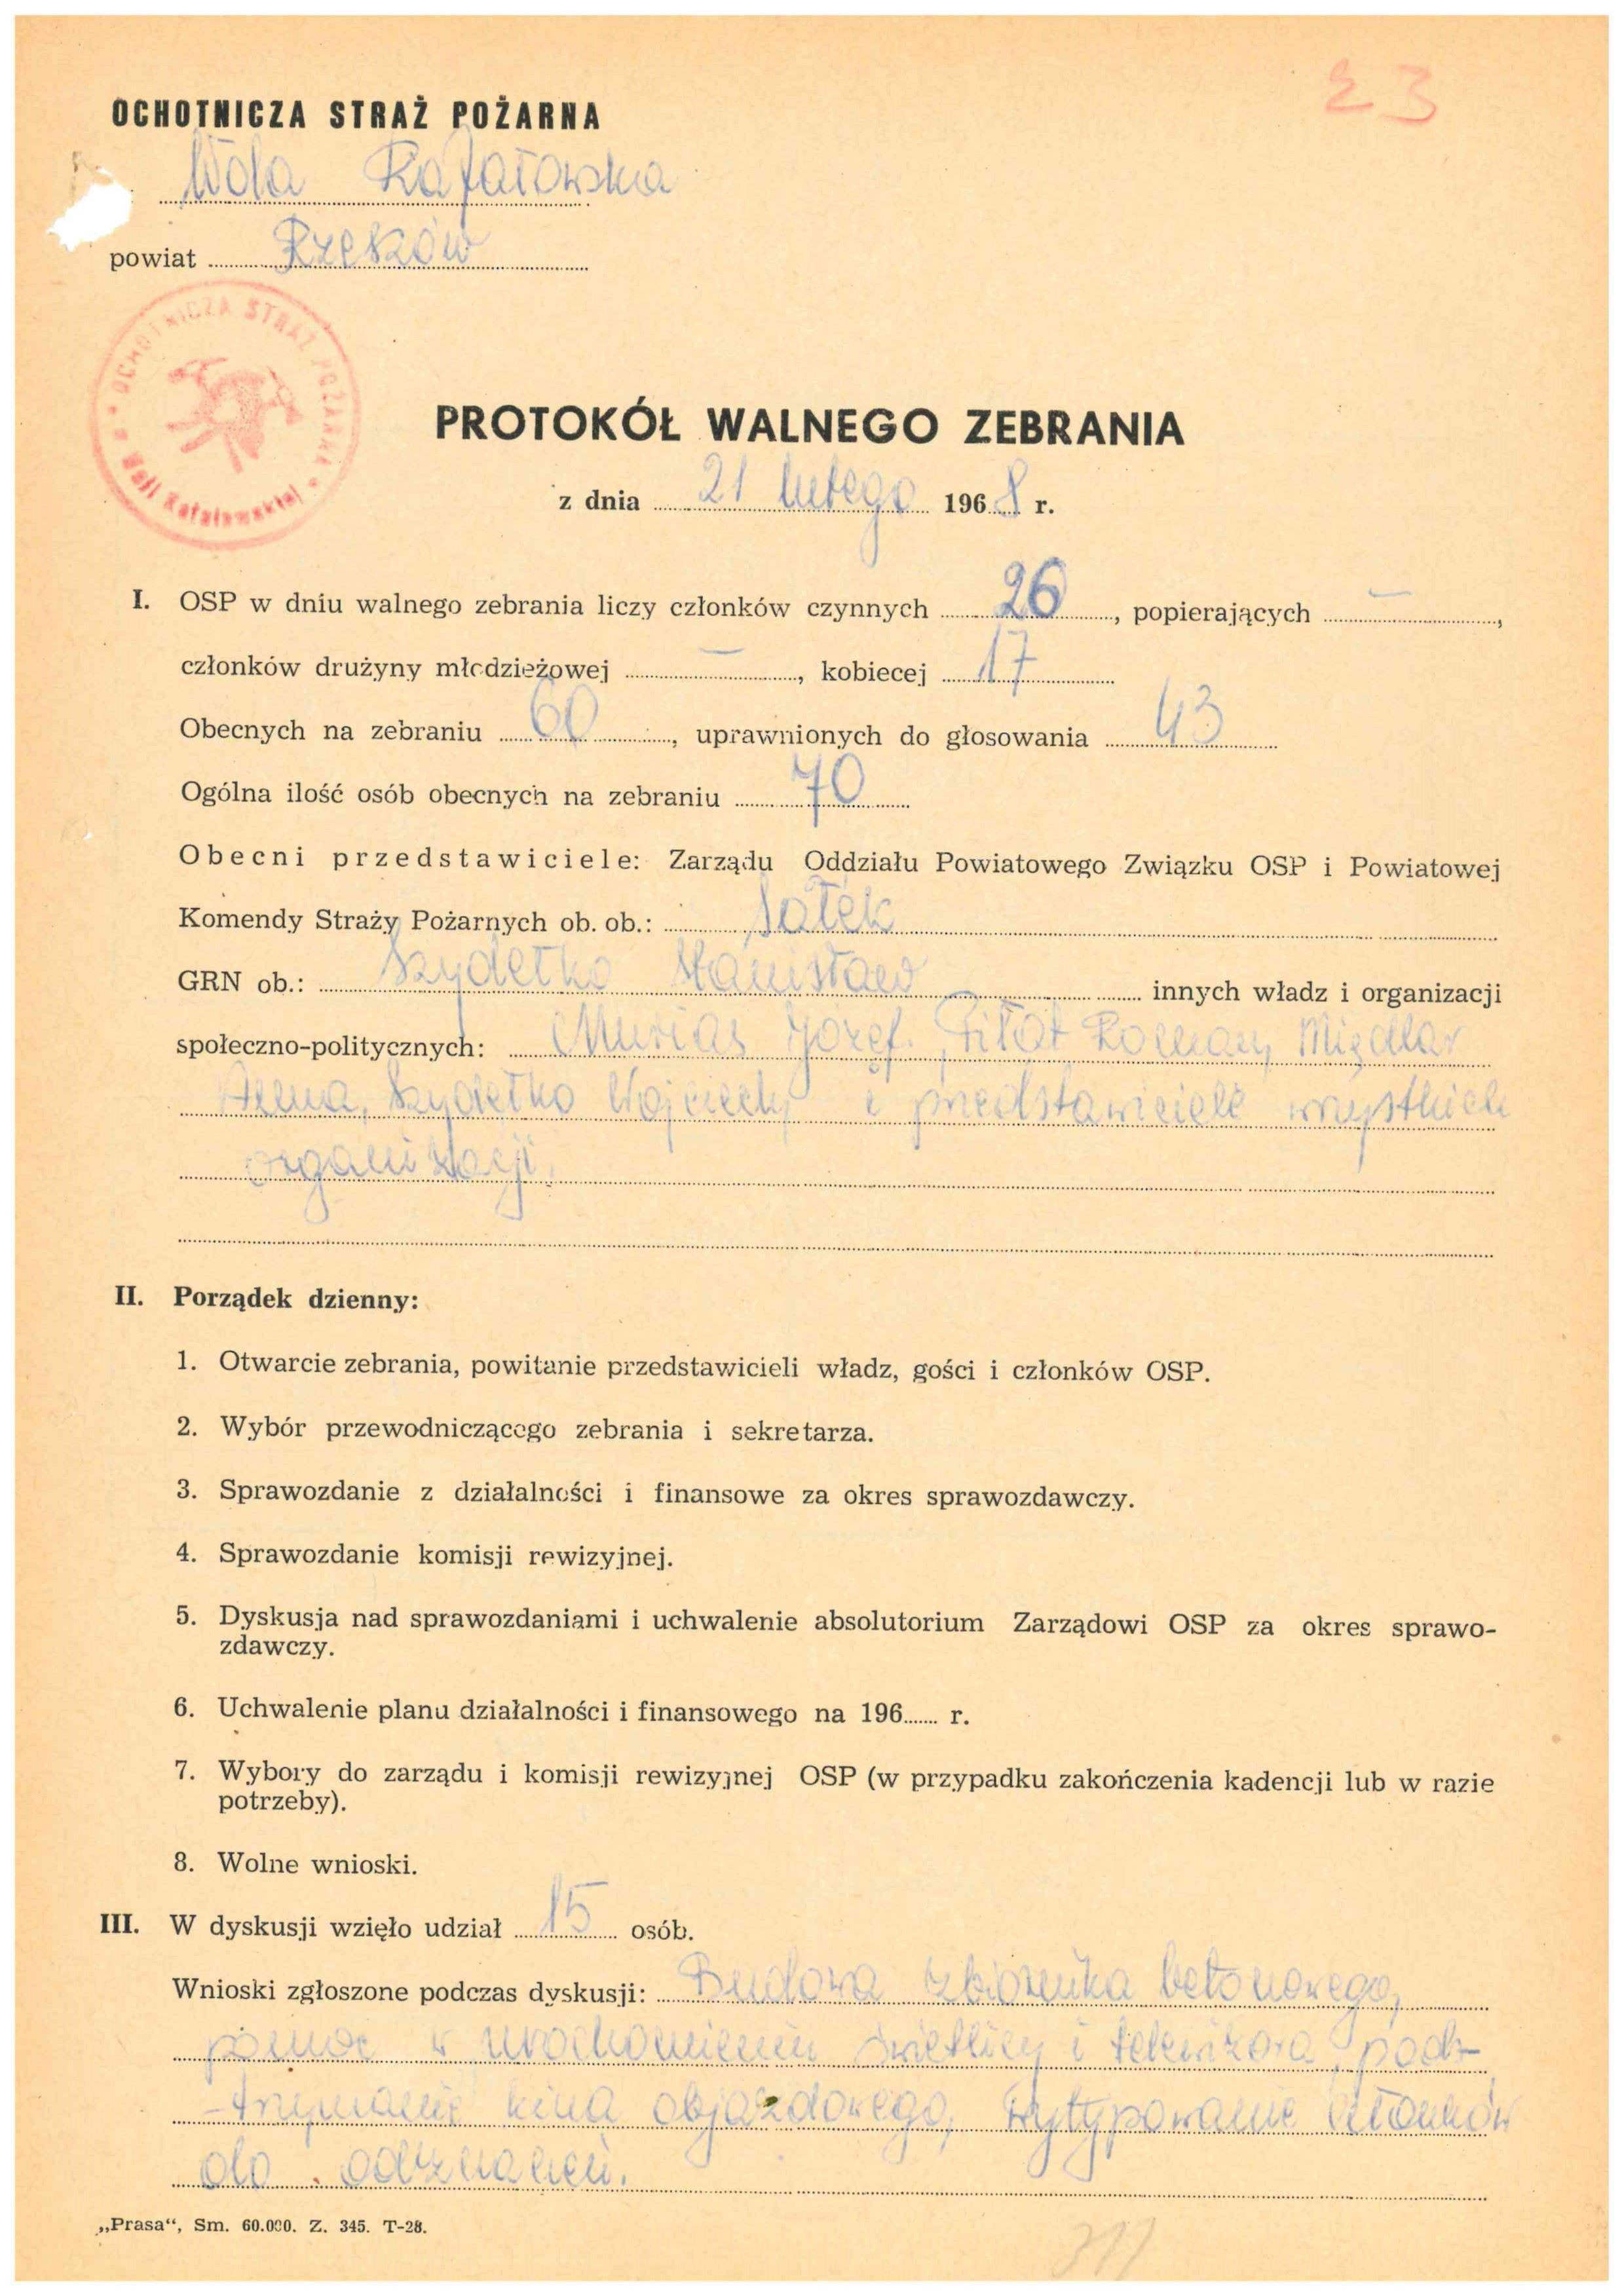 23
OCHOTNICZA STRAŻ POŻARNA
Wola Rafałowska
powiat Rzeszów
OCHOTNICZA STRAŻ POŻARNA
Woli Rafałowskiej
PROTOKÓŁ WALNEGO ZEBRANIA
z dnia 21 lutego 1968 r.
I. OSP w dniu walnego zebrania liczy członków czynnych 26, popierających —,
członków drużyny młodzieżowej —, kobiecej 17
Obecnych na zebraniu 60, uprawnionych do głosowania 43
Ogólna ilość osób obecnych na zebraniu 70
Obecni przedstawiciele: Zarządu Oddziału Powiatowego Związku OSP i Powiatowej
Komendy Straży Pożarnych ob. ob.:
GRN ob.: Szydełko Stanisław innych władz i organizacji
społeczno-politycznych: Murias Józef, Filat Roman, Międlar
Anna, Szydełko Wojciech i przedstawiciele wszystkich
organizacji.
II. Porządek dzienny:
1. Otwarcie zebrania, powitanie przedstawicieli władz, gości i członków OSP.
2. Wybór przewodniczącego zebrania i sekretarza.
3. Sprawozdanie z działalności i finansowe za okres sprawozdawczy.
4. Sprawozdanie komisji rewizyjnej.
5. Dyskusja nad sprawozdaniami i uchwalenie absolutorium Zarządowi OSP za okres sprawo-
zdawczy.
6. Uchwalenie planu działalności i finansowego na 196...... r.
7. Wybory do zarządu i komisji rewizyjnej OSP (w przypadku zakończenia kadencji lub w razie
potrzeby).
8. Wolne wnioski.
III. W dyskusji wzięło udział 15 osób.
Wnioski zgłoszone podczas dyskusji: Budowa zbiornika betonowego,
pomoc w uruchomieniu świetlicy i telewizora, pod-
-trzymanie kina objazdowego, wytypowanie członków
do odznaczeń.
„Prasa“, Sm. 60.000. Z. 345. T-28.